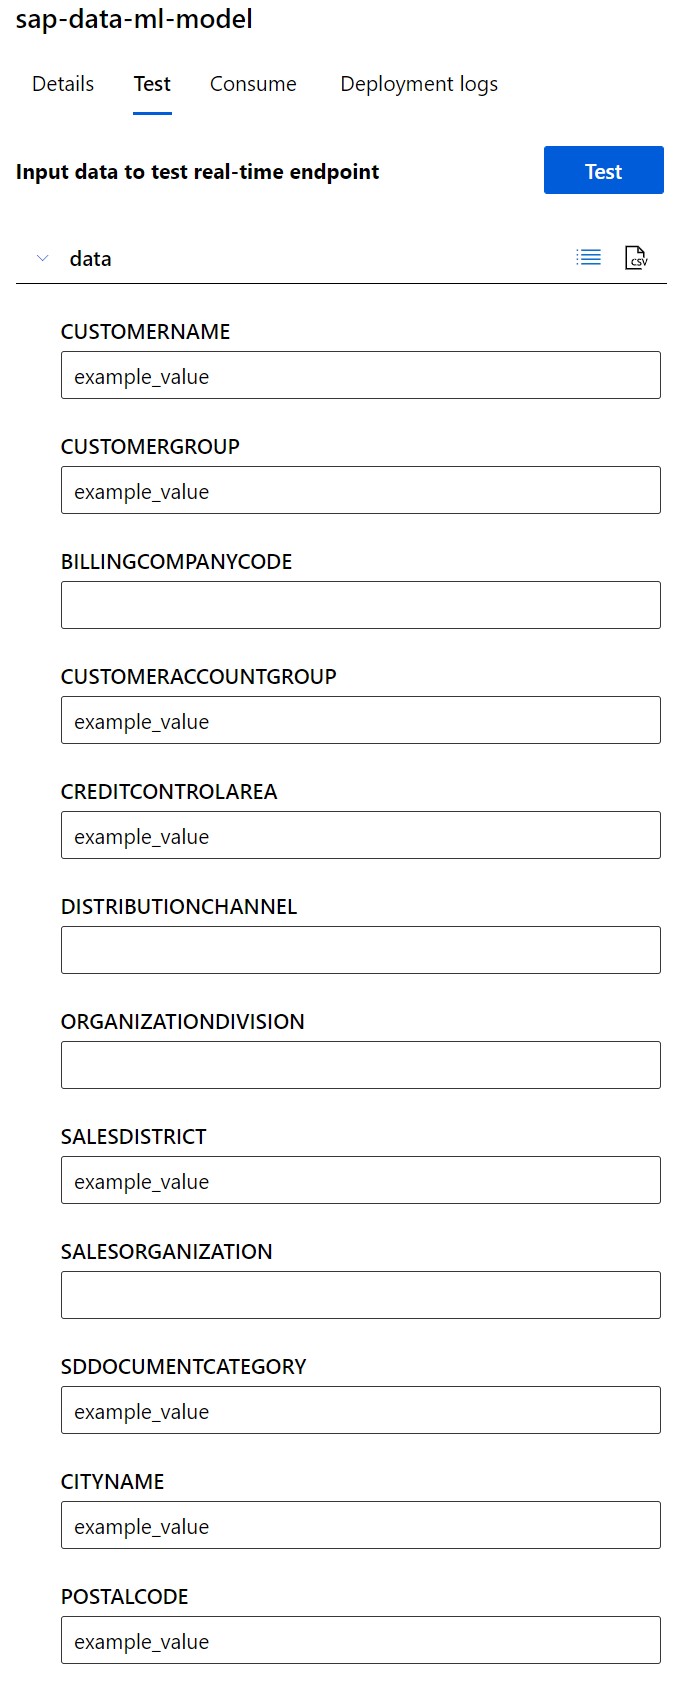 sap-data-ml-model
Details Test Consume Deployment logs
Input data to test real-time endpoint Test
data CSV
CUSTOMERNAME
example_value
CUSTOMERGROUP
example_value
BILLINGCOMPANYCODE
CUSTOMERACCOUNTGROUP
example_value
CREDITCONTROLAREA
example_value
DISTRIBUTIONCHANNEL
ORGANIZATIONDIVISION
SALESDISTRICT
example_value
SALESORGANIZATION
SDDOCUMENTCATEGORY
example_value
CITYNAME
example_value
POSTALCODE
example_value